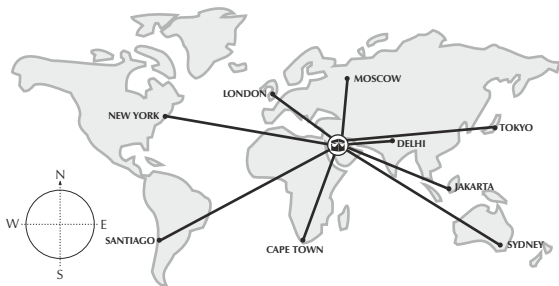 MOSCOW
LONDON
NEW YORK
TOKYO
DELHI
JAKARTA
N
W
E
S
SANTIAGO
CAPE TOWN
SYDNEY